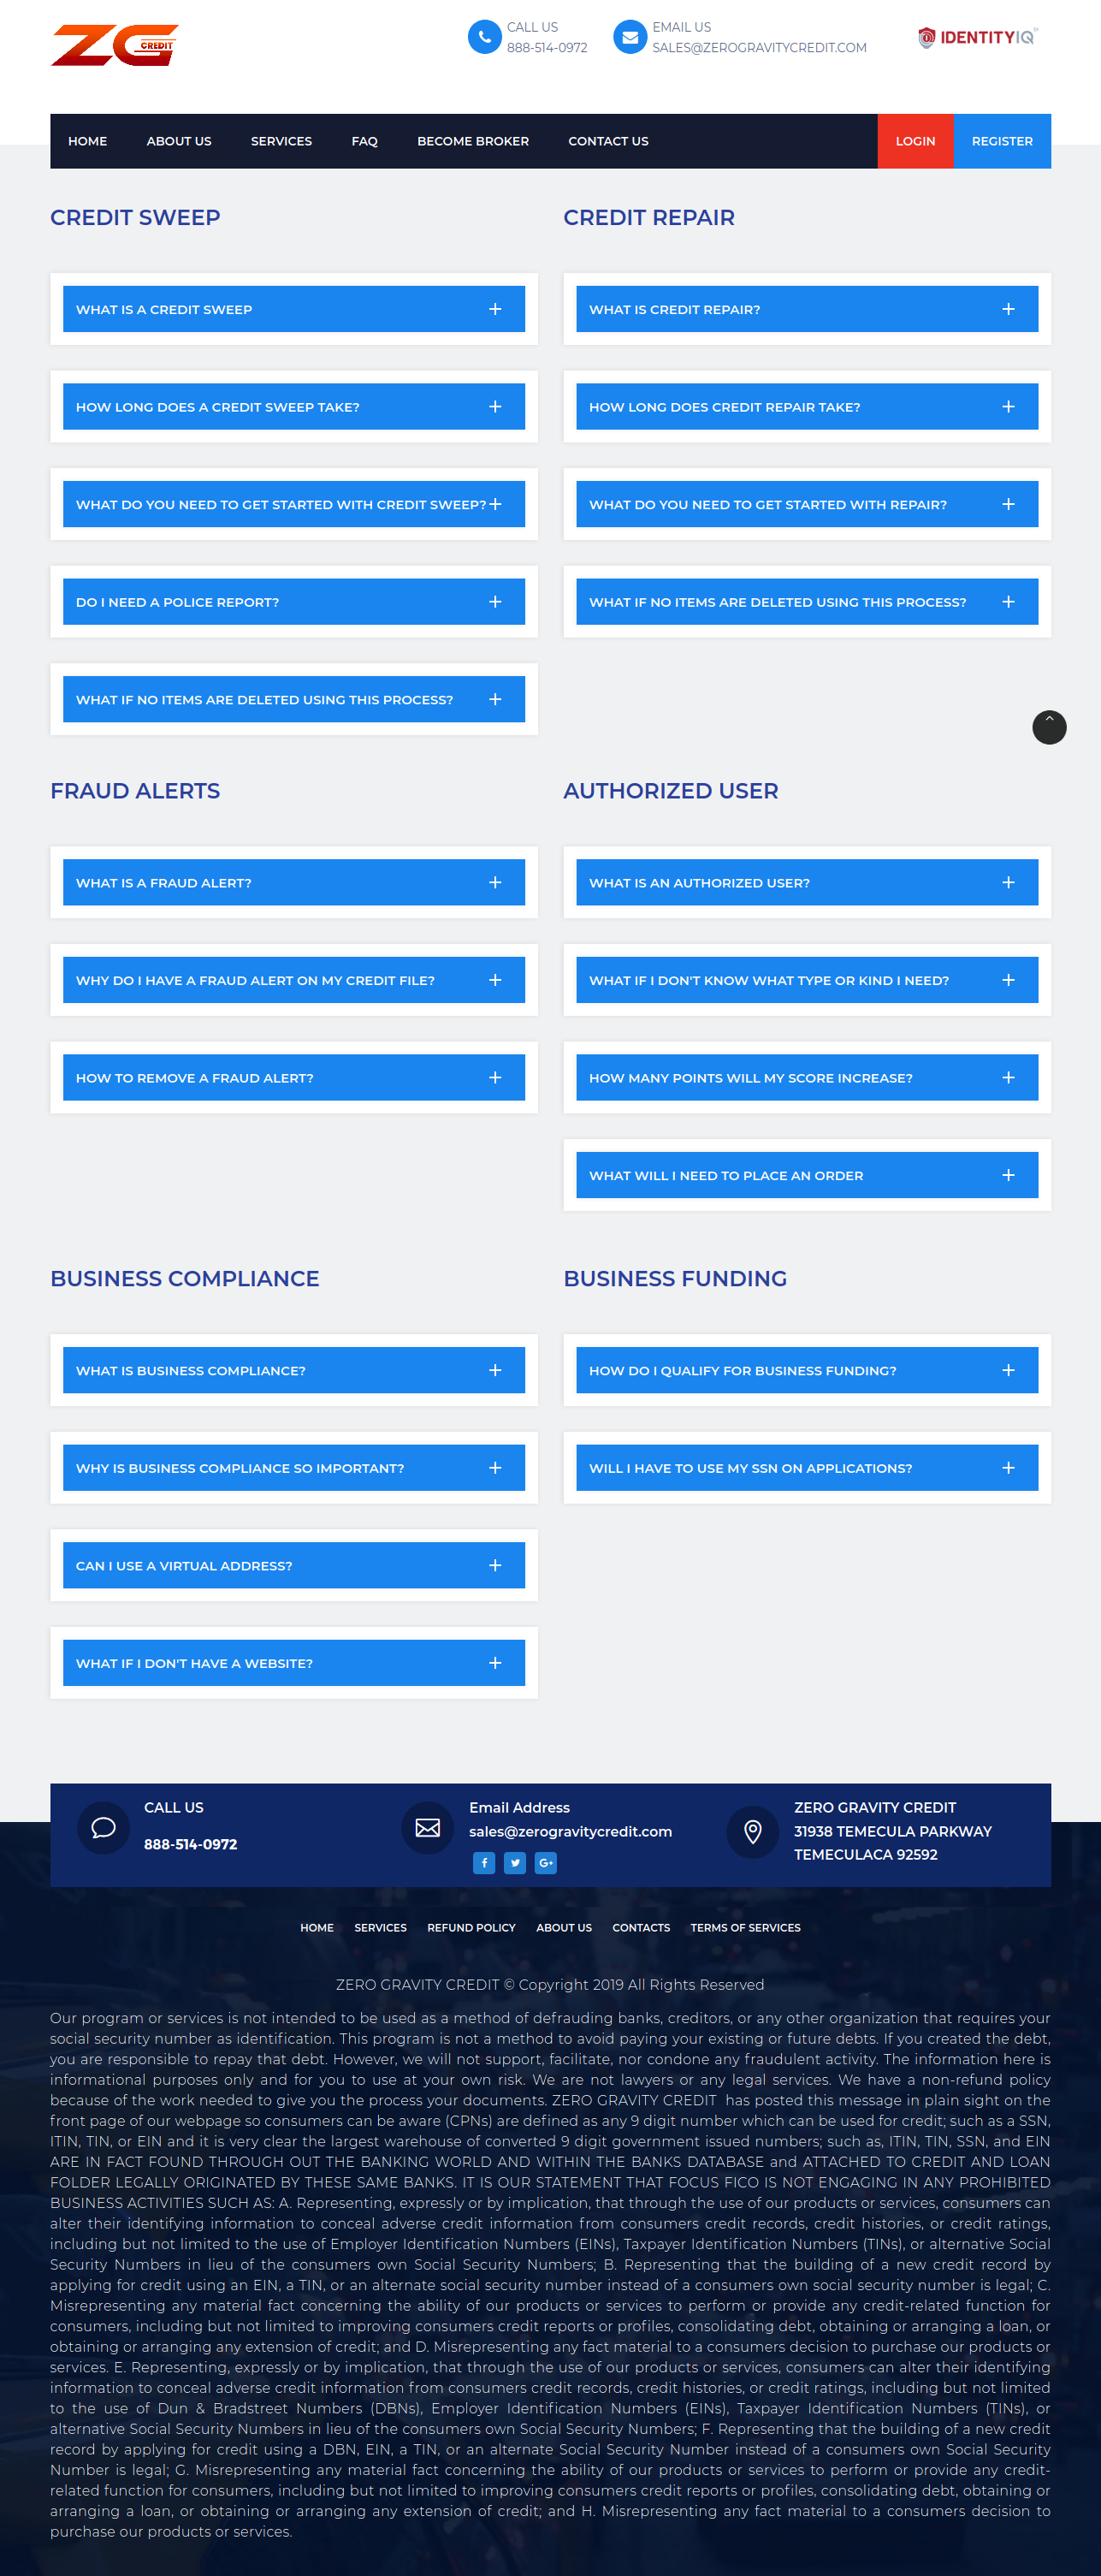 ZG
CREDIT
CALL US
888-514-0972
EMAIL US
SALES@ZEROGRAVITYCREDIT.COM
IDENTITYIQ
HOME ABOUT US SERVICES FAQ BECOME BROKER CONTACT US LOGIN REGISTER
CREDIT SWEEP
WHAT IS A CREDIT SWEEP
HOW LONG DOES A CREDIT SWEEP TAKE?
WHAT DO YOU NEED TO GET STARTED WITH CREDIT SWEEP?
DO I NEED A POLICE REPORT?
WHAT IF NO ITEMS ARE DELETED USING THIS PROCESS?
CREDIT REPAIR
WHAT IS CREDIT REPAIR?
HOW LONG DOES CREDIT REPAIR TAKE?
WHAT DO YOU NEED TO GET STARTED WITH REPAIR?
WHAT IF NO ITEMS ARE DELETED USING THIS PROCESS?
FRAUD ALERTS
WHAT IS A FRAUD ALERT?
WHY DO I HAVE A FRAUD ALERT ON MY CREDIT FILE?
HOW TO REMOVE A FRAUD ALERT?
AUTHORIZED USER
WHAT IS AN AUTHORIZED USER?
WHAT IF I DON'T KNOW WHAT TYPE OR KIND I NEED?
HOW MANY POINTS WILL MY SCORE INCREASE?
WHAT WILL I NEED TO PLACE AN ORDER
BUSINESS COMPLIANCE
WHAT IS BUSINESS COMPLIANCE?
WHY IS BUSINESS COMPLIANCE SO IMPORTANT?
CAN I USE A VIRTUAL ADDRESS?
WHAT IF I DON'T HAVE A WEBSITE?
BUSINESS FUNDING
HOW DO I QUALIFY FOR BUSINESS FUNDING?
WILL I HAVE TO USE MY SSN ON APPLICATIONS?
CALL US
888-514-0972
Email Address
sales@zerogravitycredit.com
ZERO GRAVITY CREDIT
31938 TEMECULA PARKWAY
TEMECULACA 92592
HOME SERVICES REFUND POLICY ABOUT US CONTACTS TERMS OF SERVICES
ZERO GRAVITY CREDIT © Copyright 2019 All Rights Reserved
Our program or services is not intended to be used as a method of defrauding banks, creditors, or any other organization that requires your
social security number as identification. This program is not a method to avoid paying your existing or future debts. If you created the debt,
you are responsible to repay that debt. However, we will not support, facilitate, nor condone any fraudulent activity. The information here is
informational purposes only and for you to use at your own risk. We are not lawyers or any legal services. We have a non-refund policy
because of the work needed to give you the process your documents. ZERO GRAVITY CREDIT has posted this message in plain sight on the
front page of our webpage so consumers can be aware (CPNs) are defined as any 9 digit number which can be used for credit; such as a SSN,
ITIN, TIN, or EIN and it is very clear the largest warehouse of converted 9 digit government issued numbers; such as, ITIN, TIN, SSN, and EIN
ARE IN FACT FOUND THROUGH OUT THE BANKING WORLD AND WITHIN THE BANKS DATABASE and ATTACHED TO CREDIT AND LOAN
FOLDER LEGALLY ORIGINATED BY THESE SAME BANKS. IT IS OUR STATEMENT THAT FOCUS FICO IS NOT ENGAGING IN ANY PROHIBITED
BUSINESS ACTIVITIES SUCH AS: A. Representing, expressly or by implication, that through the use of our products or services, consumers can
alter their identifying information to conceal adverse credit information from consumers credit records, credit histories, or credit ratings,
including but not limited to the use of Employer Identification Numbers (EINs), Taxpayer Identification Numbers (TINs), or alternative Social
Security Numbers in lieu of the consumers own Social Security Numbers; B. Representing that the building of a new credit record by
applying for credit using an EIN, a TIN, or an alternate social security number instead of a consumers own social security number is legal; C.
Misrepresenting any material fact concerning the ability of our products or services to perform or provide any credit-related function for
consumers, including but not limited to improving consumers credit reports or profiles, consolidating debt, obtaining or arranging a loan, or
obtaining or arranging any extension of credit; and D. Misrepresenting any fact material to a consumers decision to purchase our products or
services. E. Representing, expressly or by implication, that through the use of our products or services, consumers can alter their identifying
information to conceal adverse credit information from consumers credit records, credit histories, or credit ratings, including but not limited
to the use of Dun & Bradstreet Numbers (DBNs), Employer Identification Numbers (EINs), Taxpayer Identification Numbers (TINs), or
alternative Social Security Numbers in lieu of the consumers own Social Security Numbers; F. Representing that the building of a new credit
record by applying for credit using a DBN, EIN, a TIN, or an alternate Social Security Number instead of a consumers own Social Security
Number is legal; G. Misrepresenting any material fact concerning the ability of our products or services to perform or provide any credit-
related function for consumers, including but not limited to improving consumers credit reports or profiles, consolidating debt, obtaining or
arranging a loan, or obtaining or arranging any extension of credit; and H. Misrepresenting any fact material to a consumers decision to
purchase our products or services.